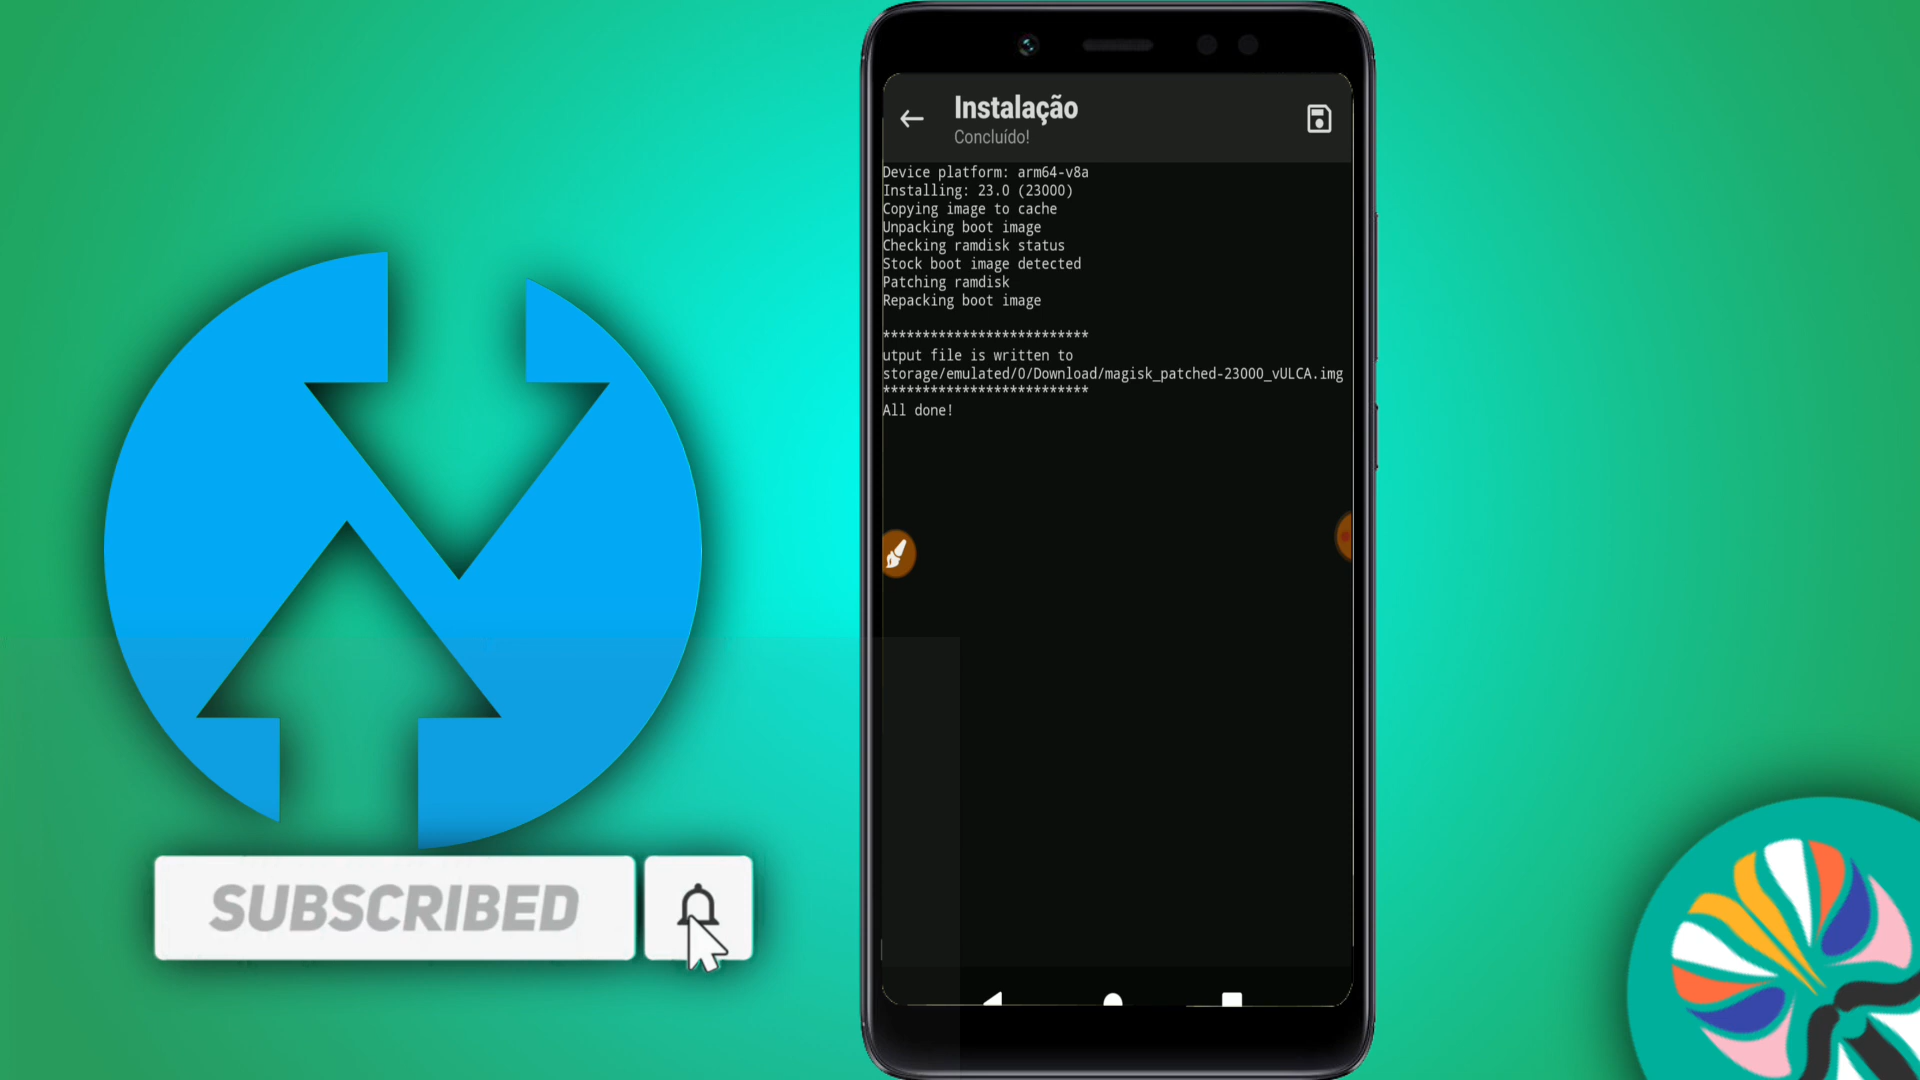 Instalação
Concluído!
Device platform: arm64-v8a
Installing: 23.0 (23000)
Copying image to cache
Unpacking boot image
Checking ramdisk status
Stock boot image detected
Patching ramdisk
Repacking boot image
**************************
utput file is written to
storage/emulated/0/Download/magisk_patched-23000_vULCA.img
**************************
All done!
SUBSCRIBED